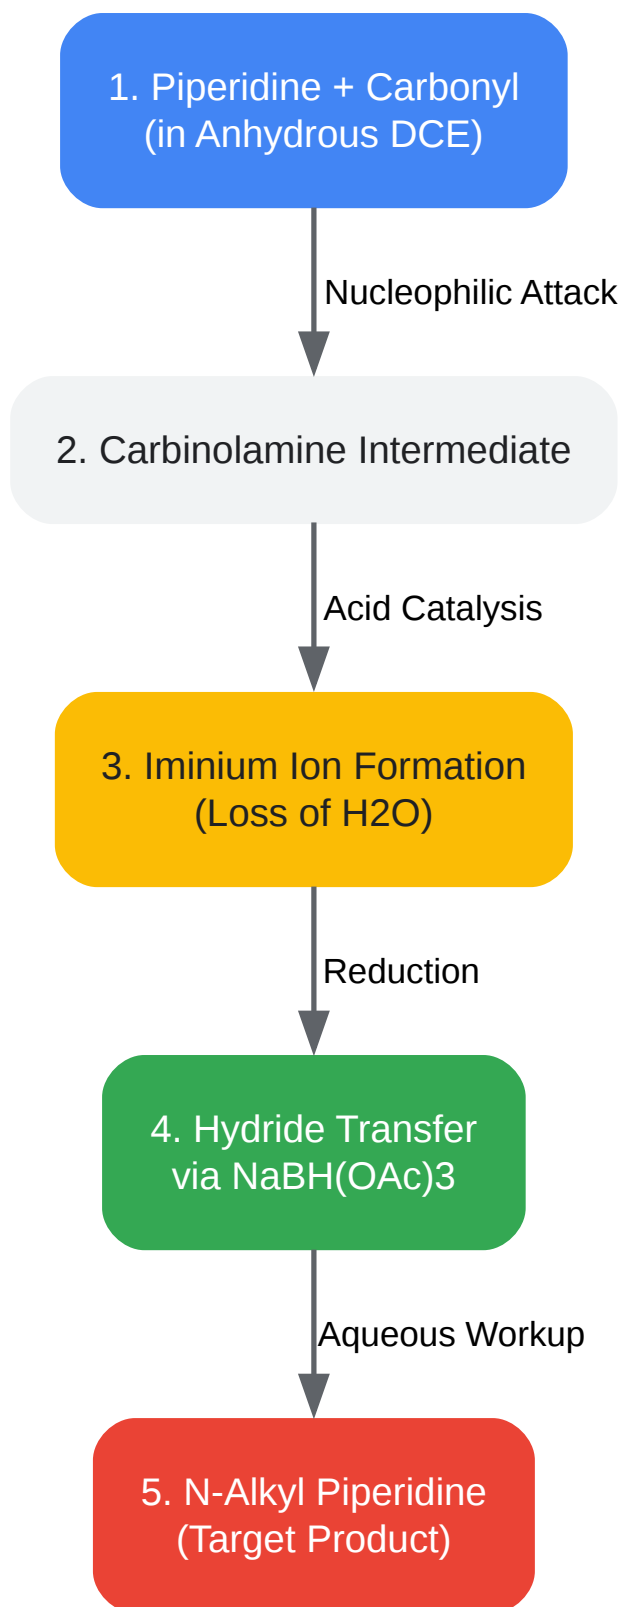 1. Piperidine + Carbonyl
(in Anhydrous DCE)
Nucleophilic Attack
2. Carbinolamine Intermediate
Acid Catalysis
3. Iminium Ion Formation
(Loss of H2O)
Reduction
4. Hydride Transfer
via NaBH(OAc)3
Aqueous Workup
5. N-Alkyl Piperidine
(Target Product)